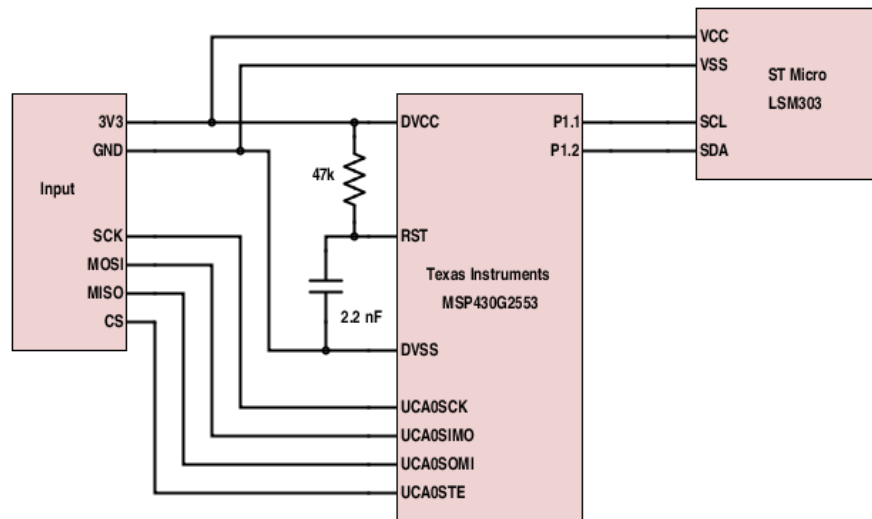 VCC
VSS
ST Micro
LSM303
SCL
SDA
3V3
GND
Input
SCK
MOSI
MISO
CS
47k
2.2 nF
DVCC
P1.1
P1.2
RST
Texas Instruments
MSP430G2553
DVSS
UCA0SCK
UCA0SIMO
UCA0SOMI
UCA0STE